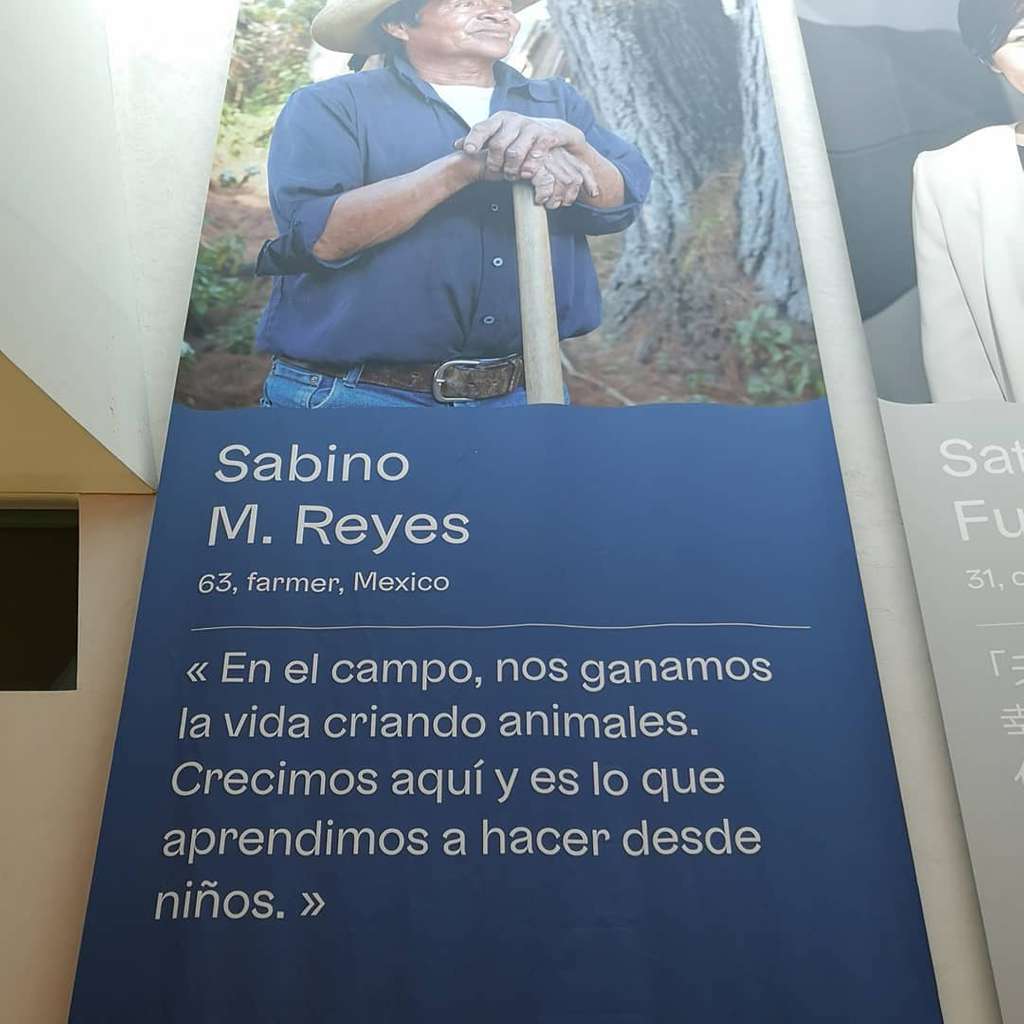 Sabino
M. Reyes
63, farmer, Mexico
« En el campo, nos ganamos
la vida criando animales.
Crecimos aquí y es lo que
aprendimos a hacer desde
niños. »
31,